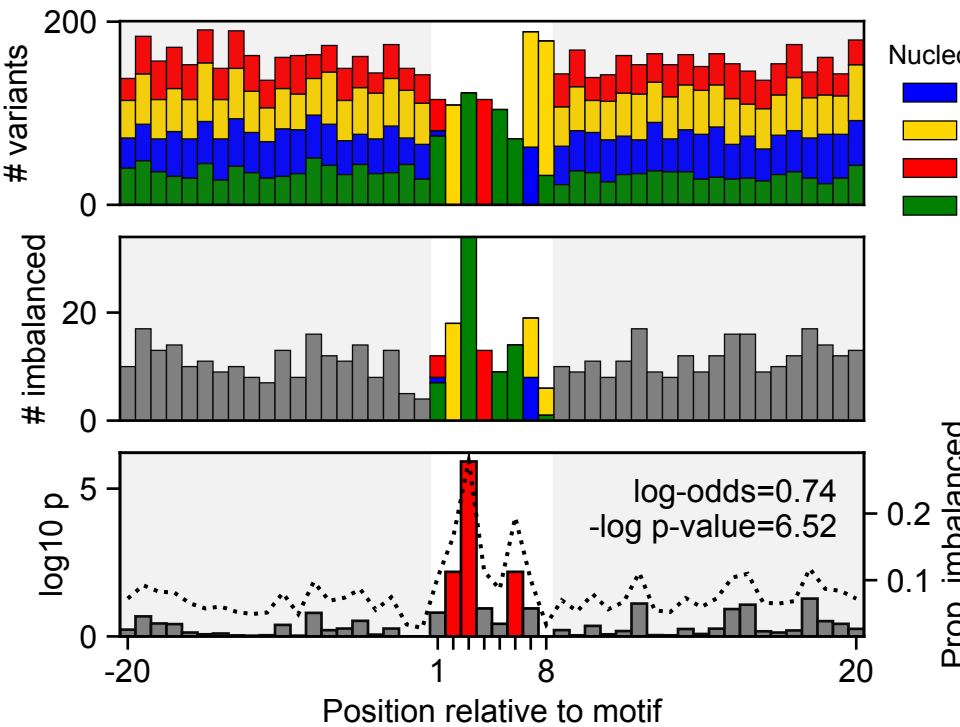 200
0
# variants
Nucleo
20
0
# imbalanced
5
0
log10 p
log-odds=0.74
-log p-value=6.52
0.2
0.1
Prop. imbalanced
-20
1
8
20
Position relative to motif